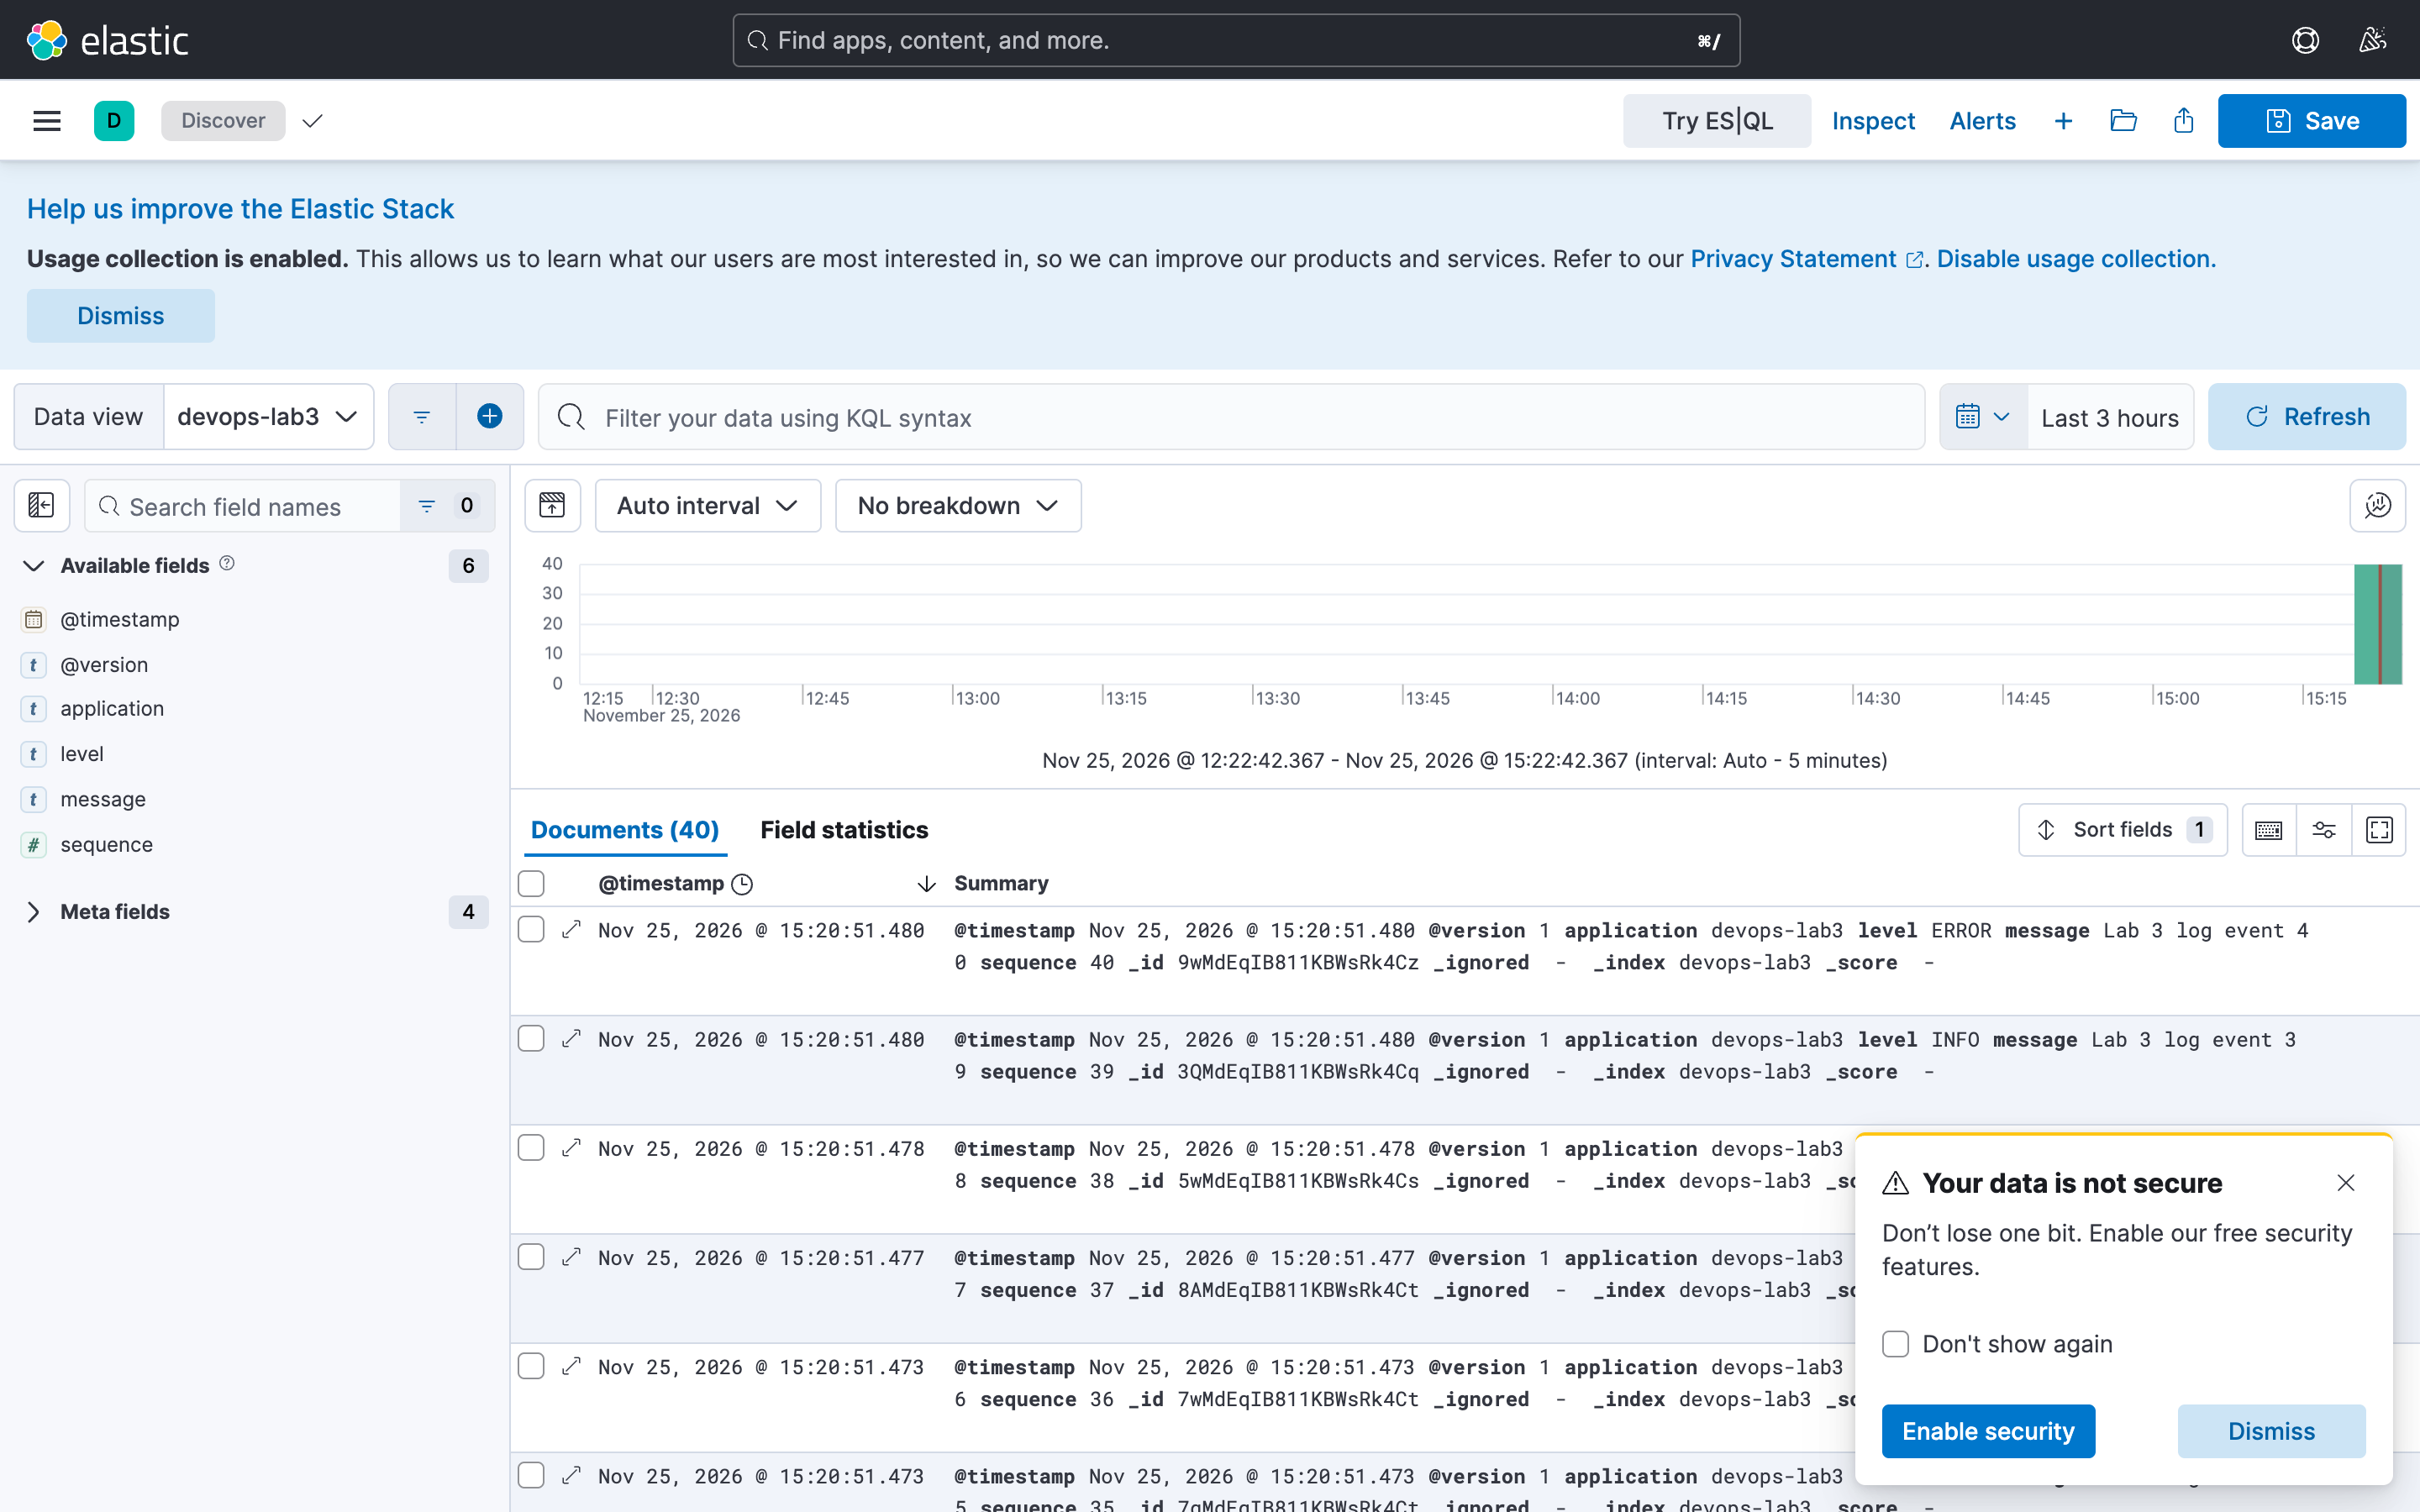 elastic
Find apps, content, and more. ⌘/
D Discover Try ES|QL Inspect Alerts Save
Help us improve the Elastic Stack
Usage collection is enabled. This allows us to learn what our users are most interested in, so we can improve our products and services. Refer to our Privacy Statement. Disable usage collection.
Dismiss
Data view devops-lab3 Filter your data using KQL syntax Last 3 hours Refresh
Search field names 0 Auto interval No breakdown
Available fields 6
@timestamp
t @version
t application
t level
t message
# sequence
Meta fields 4
40
30
20
10
0
12:15 12:30 12:45 13:00 13:15 13:30 13:45 14:00 14:15 14:30 14:45 15:00 15:15
November 25, 2026
Nov 25, 2026 @ 12:22:42.367 - Nov 25, 2026 @ 15:22:42.367 (interval: Auto - 5 minutes)
Documents (40) Field statistics Sort fields 1
@timestamp Summary
Nov 25, 2026 @ 15:20:51.480 @timestamp Nov 25, 2026 @ 15:20:51.480 @version 1 application devops-lab3 level ERROR message Lab 3 log event 4
0 sequence 40 _id 9wMdEqIB811KBWsRk4Cz _ignored - _index devops-lab3 _score -
Nov 25, 2026 @ 15:20:51.480 @timestamp Nov 25, 2026 @ 15:20:51.480 @version 1 application devops-lab3 level INFO message Lab 3 log event 3
9 sequence 39 _id 3QMdEqIB811KBWsRk4Cq _ignored - _index devops-lab3 _score -
Nov 25, 2026 @ 15:20:51.478 @timestamp Nov 25, 2026 @ 15:20:51.478 @version 1 application devops-lab3
8 sequence 38 _id 5wMdEqIB811KBWsRk4Cs _ignored - _index devops-lab3
Nov 25, 2026 @ 15:20:51.477 @timestamp Nov 25, 2026 @ 15:20:51.477 @version 1 application devops-lab3
7 sequence 37 _id 8AMdEqIB811KBWsRk4Ct _ignored - _index devops-lab3
Nov 25, 2026 @ 15:20:51.473 @timestamp Nov 25, 2026 @ 15:20:51.473 @version 1 application devops-lab3
6 sequence 36 _id 7wMdEqIB811KBWsRk4Ct _ignored - _index devops-lab3
Nov 25, 2026 @ 15:20:51.473 @timestamp Nov 25, 2026 @ 15:20:51.473 @version 1 application devops-lab3
5 sequence 35 _id _ignored - _index devops-lab3 _score -
Your data is not secure
Don’t lose one bit. Enable our free security
features.
Don't show again
Enable security Dismiss